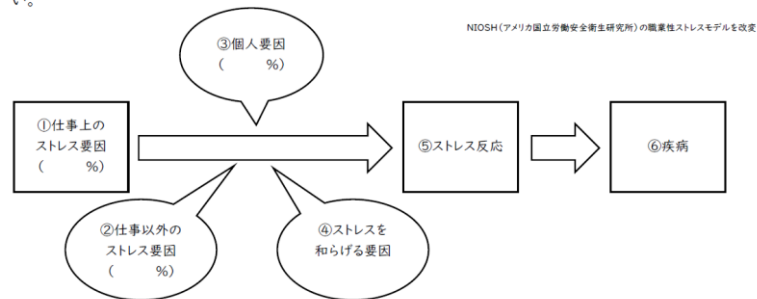 い。
NIOSH(アメリカ国立労働安全衛生研究所)の職業性ストレスモデルを改変
③個人要因
(　　%)
①仕事上の
ストレス要因
(　　%)
⑤ストレス反応
⑥疾病
②仕事以外の
ストレス要因
(　　%)
④ストレスを
和らげる要因